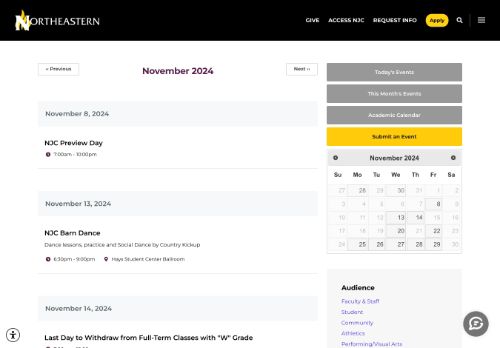 NORTHEASTERN
GIVE ACCESS NJC REQUEST INFO Apply
« Previous
November 2024
Next »
November 8, 2024
NJC Preview Day
7:00am - 10:00pm
November 13, 2024
NJC Barn Dance
Dance lessons, practice and Social Dance by Country Kickup
6:30pm - 9:00pm Hays Student Center Ballroom
November 14, 2024
Last Day to Withdraw from Full-Term Classes with "W" Grade
Today's Events
This Month's Events
Academic Calendar
Submit an Event
November 2024
Su Mo Tu We Th Fr Sa
27 28 29 30 31 1 2
3 4 5 6 7 8 9
10 11 12 13 14 15 16
17 18 19 20 21 22 23
24 25 26 27 28 29 30
Audience
Faculty & Staff
Student
Community
Athletics
Performing/Visual Arts